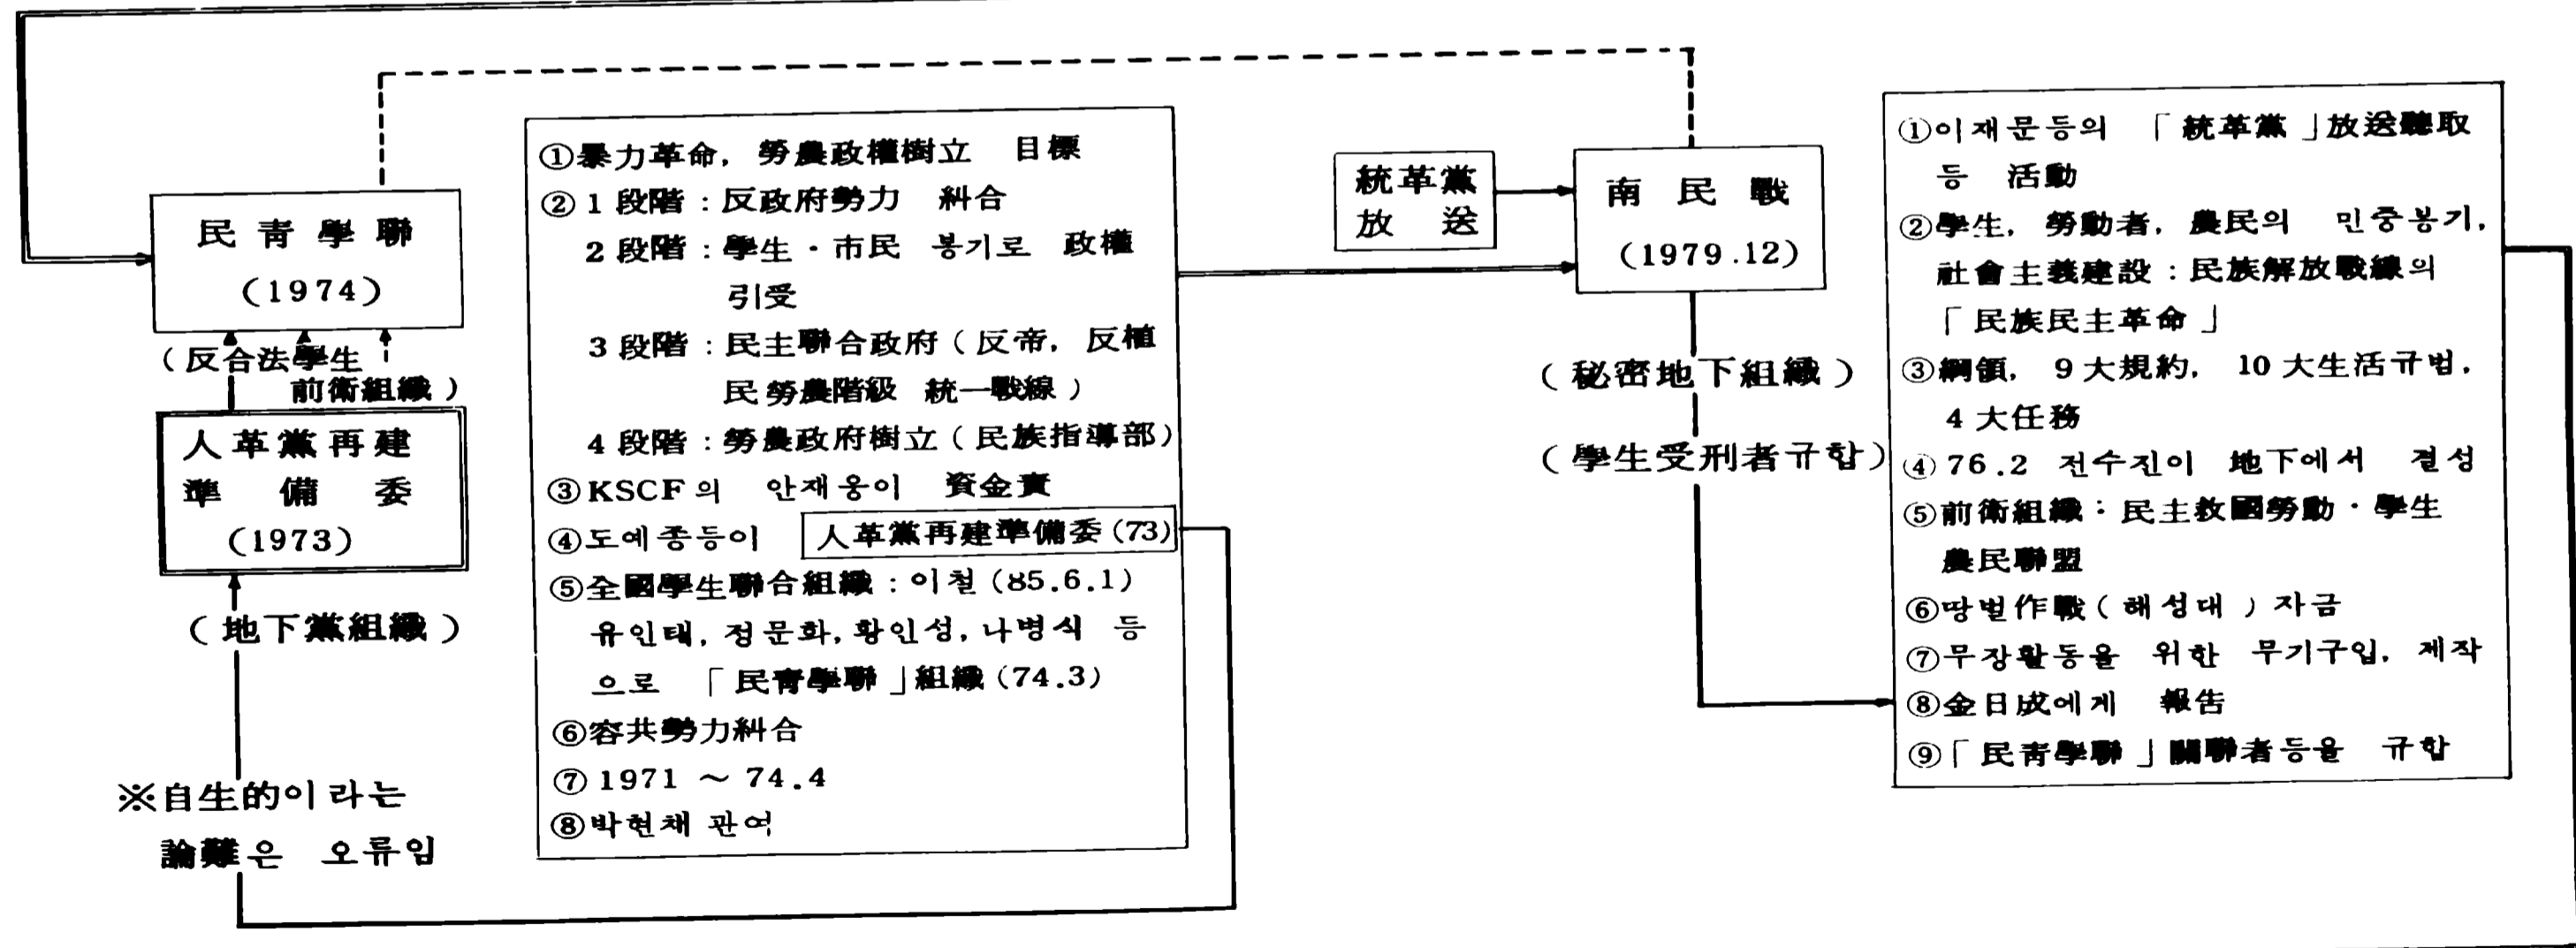 民靑學聯
(1974)
(反合法學生
前衛組織)
人革黨再建
準備委
(1973)
(地下黨組織)
※自生的이라는
論難은 오류임
①暴力革命, 勞農政權樹立 目標
②1段階:反政府勢力 糾合
2段階:學生·市民 봉기로 政權
引受
3段階:民主聯合政府(反帝, 反植
民勞農階級 統一戰線)
4段階:勞農政府樹立(民族指導部)
③KSCF의 안재웅이 資金責
④도예종등이 人革黨再建準備委(73)
⑤全國學生聯合組織:이철(85.6.1)
유인태, 정문화, 황인성, 나병식 등
으로 「民靑學聯」組織(74.3)
⑥容共勢力糾合
⑦1971 ~ 74.4
⑧박현채 관여
統革黨
放送
南民戰
(1979.12)
(秘密地下組織)
(學生受刑者규합)
①이재문등의 「統革黨」放送聽取
등 活動
②學生, 勞動者, 農民의 민중봉기,
社會主義建設:民族解放戰線의
「民族民主革命」
③綱領, 9大規約, 10大生活규범,
4大任務
④76.2 전수진이 地下에서 결성
⑤前衛組織:民主救國勞動·學生
農民聯盟
⑥땅벌作戰(해성대)자금
⑦무장활동을 위한 무기구입, 제작
⑧金日成에게 報告
⑨「民靑學聯」關聯者등을 규합